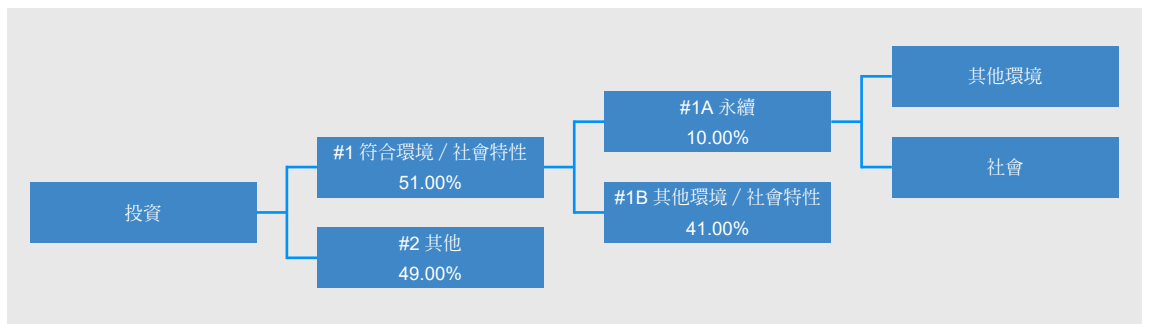 投資
#1 符合環境 / 社會特性
51.00%
#2 其他
49.00%
#1A 永續
10.00%
#1B 其他環境 / 社會特性
41.00%
其他環境
社會